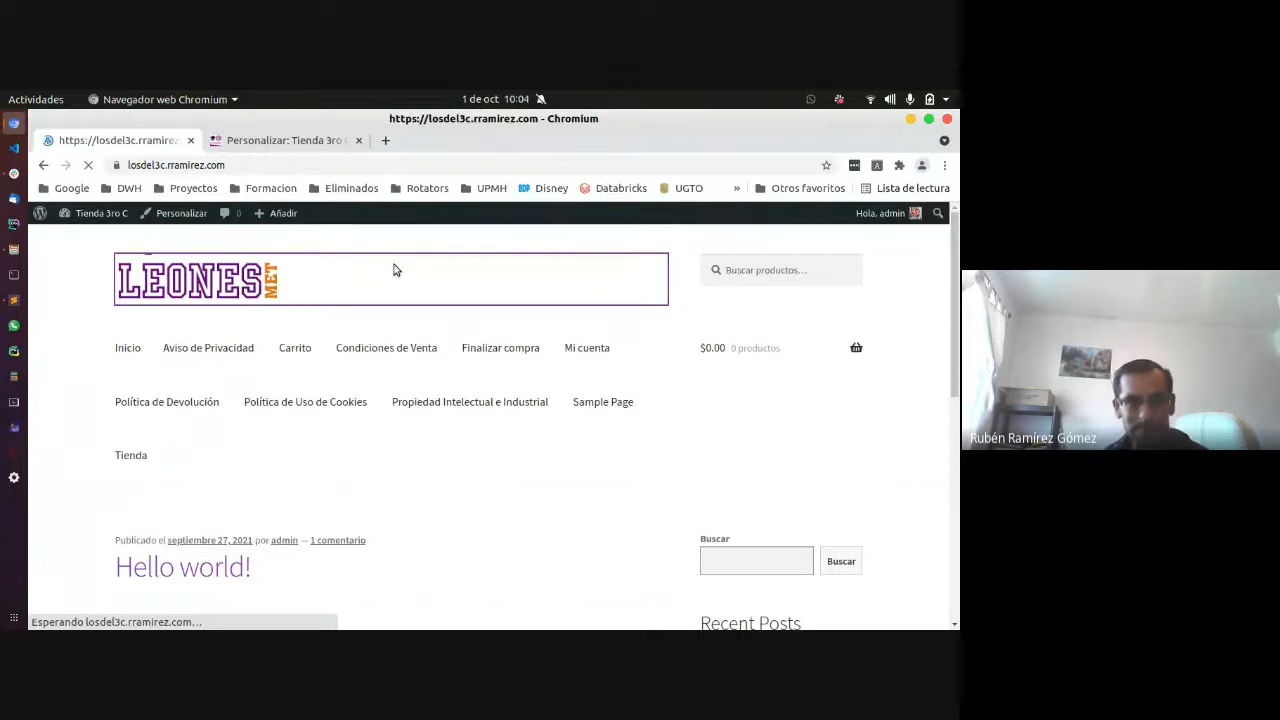 Actividades
Navegador web Chromium
1 de oct 10:04
https://losdel3c.rramirez.com - Chromium
https://losdel3c.rramirez
Personalizar: Tienda 3ro
losdel3c.rramirez.com
Google
DWH
Proyectos
Formacion
Eliminados
Rotators
UPMH
Disney
Databricks
UGTO
»
Otros favoritos
Lista de lectura
Tienda 3ro C
Personalizar
0
Añadir
Hola, admin
LEONES MET
Buscar productos...
Inicio
Aviso de Privacidad
Carrito
Condiciones de Venta
Finalizar compra
Mi cuenta
$0.00 0 productos
Política de Devolución
Política de Uso de Cookies
Propiedad Intelectual e Industrial
Sample Page
Tienda
Publicado el septiembre 27, 2021 por admin — 1 comentario
Hello world!
Buscar
Buscar
Recent Posts
Esperando losdel3c.rramirez.com...
Rubén Ramírez Gómez